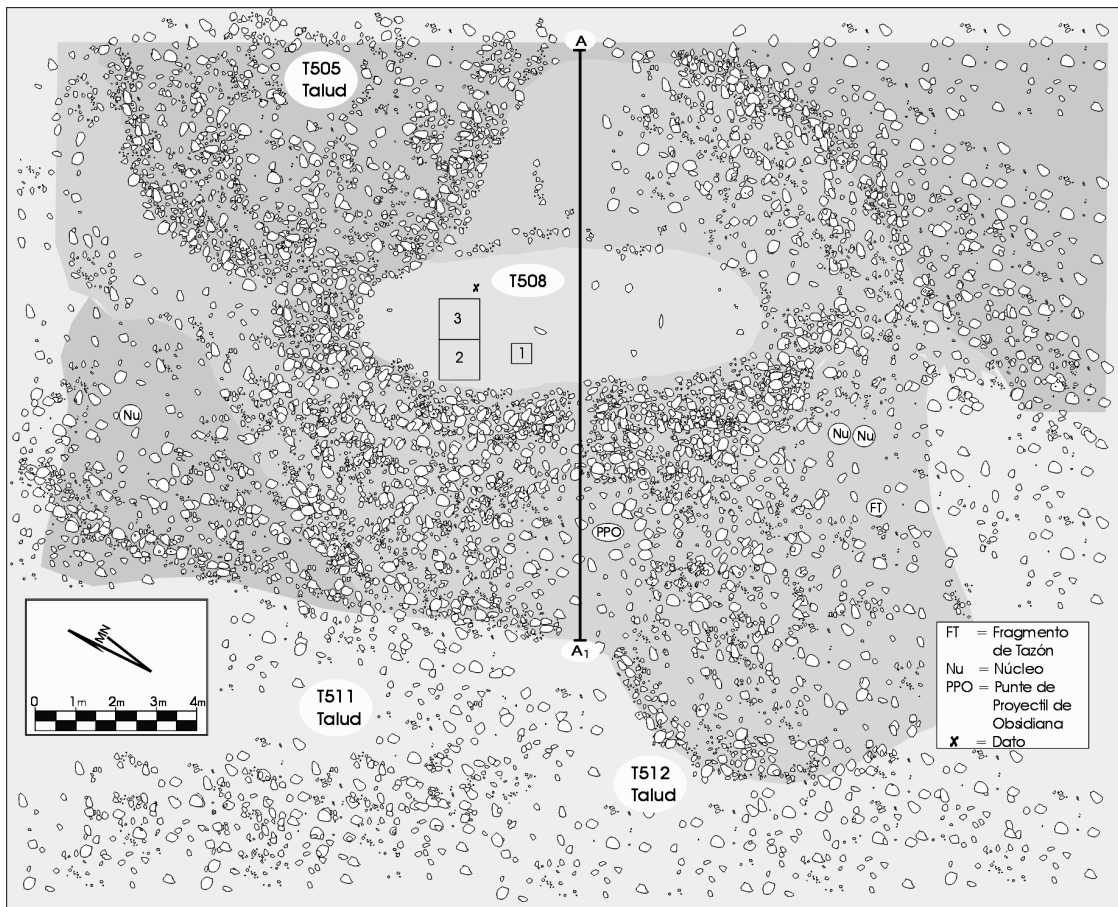 A
T505
Talud
T508
✗
3
2
1
Nu
Nu
Nu
FT
PPO
MN
0 1m 2m 3m 4m
A1
T511
Talud
T512
Talud
FT = Fragmento
de Tazón
Nu = Núcleo
PPO = Punte de
Proyectil de
Obsidiana
✗ = Dato